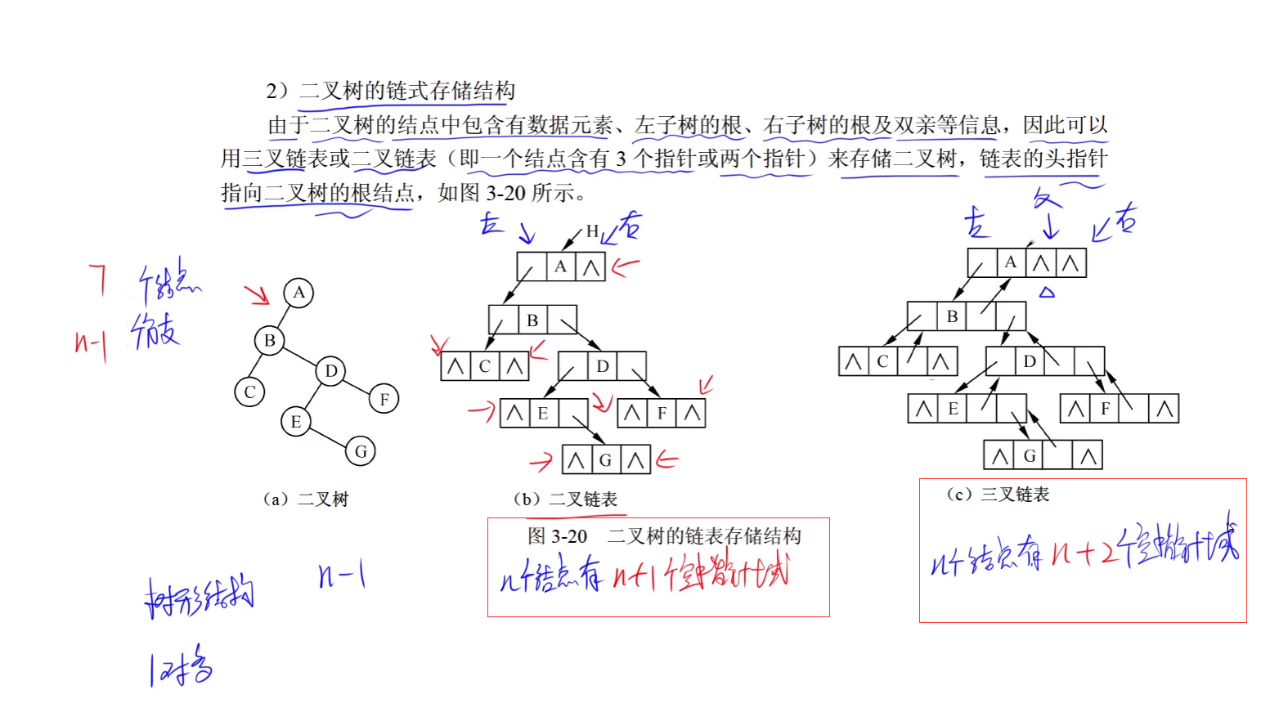 2）二叉树的链式存储结构
由于二叉树的结点中包含有数据元素、左子树的根、右子树的根及双亲等信息，因此可以
用三叉链表或二叉链表（即一个结点含有 3 个指针或两个指针）来存储二叉树，链表的头指针
指向二叉树的根结点，如图 3-20 所示。
左 H 右
左 父 右
7 个结点
n-1 个分支
A
B
C D
E F
G
∧ A ∧
B
∧ C ∧ D
∧ E ∧ F ∧
∧ G ∧
A ∧ ∧
B
∧ C ∧ D
∧ E ∧ F ∧
∧ G ∧
（a）二叉树
（b）二叉链表
（c）三叉链表
图 3-20 二叉树的链表存储结构
n个结点有 n+1 个空指针域
n个结点有 n+2 个空指针域
树形结构 n-1
1对多